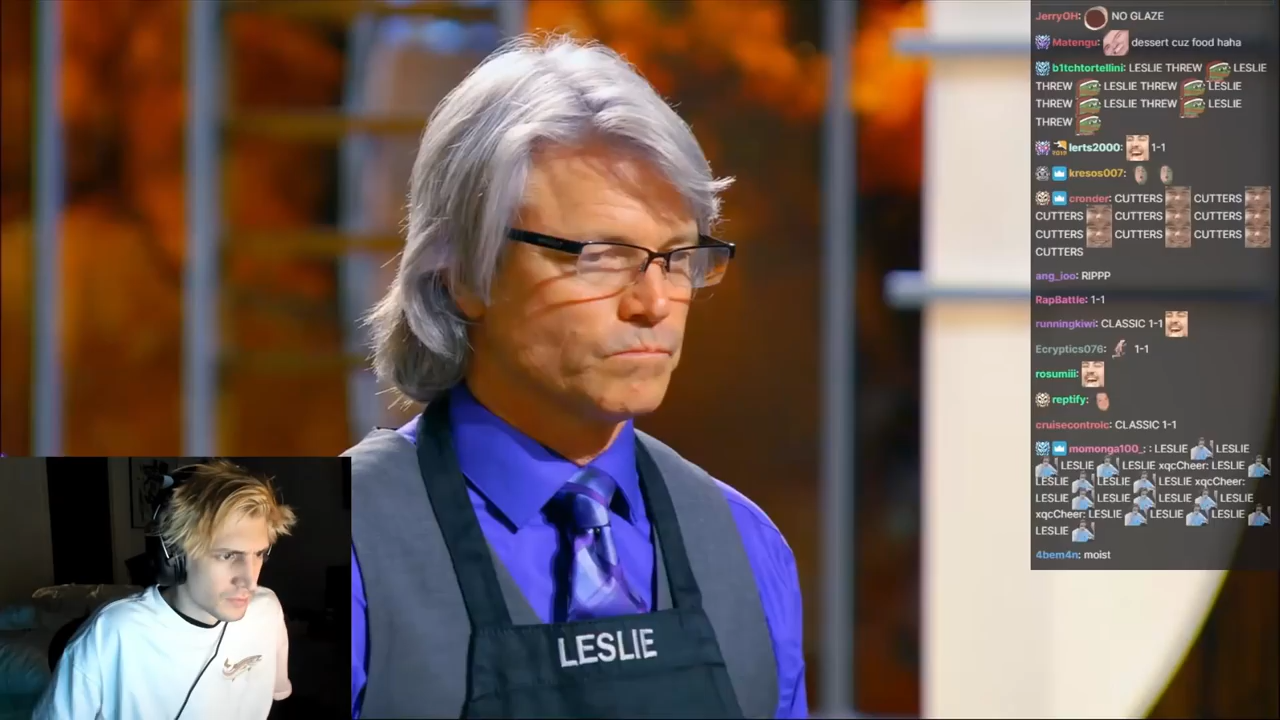 JerryOH: NO GLAZE
Matengu: dessert cuz food haha
b1tchtortellini: LESLIE THREW LESLIE
THREW LESLIE THREW LESLIE
THREW LESLIE THREW LESLIE
THREW
lerts2000: 1-1
kresos007:
cronder: CUTTERS CUTTERS
CUTTERS CUTTERS CUTTERS
CUTTERS CUTTERS CUTTERS
CUTTERS
ang_ioo: RIPPP
RapBattle: 1-1
runningkiwi: CLASSIC 1-1
Ecryptics076: 1-1
rosumiii:
reptify:
cruisecontroic: CLASSIC 1-1
momonga100_: : LESLIE LESLIE
LESLIE LESLIE xqcCheer: LESLIE
LESLIE LESLIE LESLIE xqcCheer:
LESLIE LESLIE LESLIE LESLIE
xqcCheer: LESLIE LESLIE LESLIE
LESLIE
4bem4n: moist
LESLIE